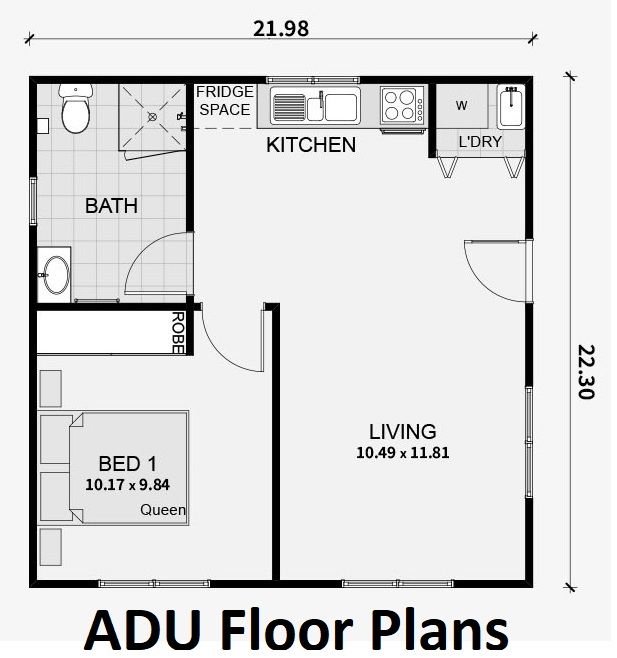 21.98
FRIDGE
SPACE
KITCHEN
W
L'DRY
BATH
ROBE
22.30
LIVING
10.49 x 11.81
BED 1
10.17 x 9.84
Queen
ADU Floor Plans